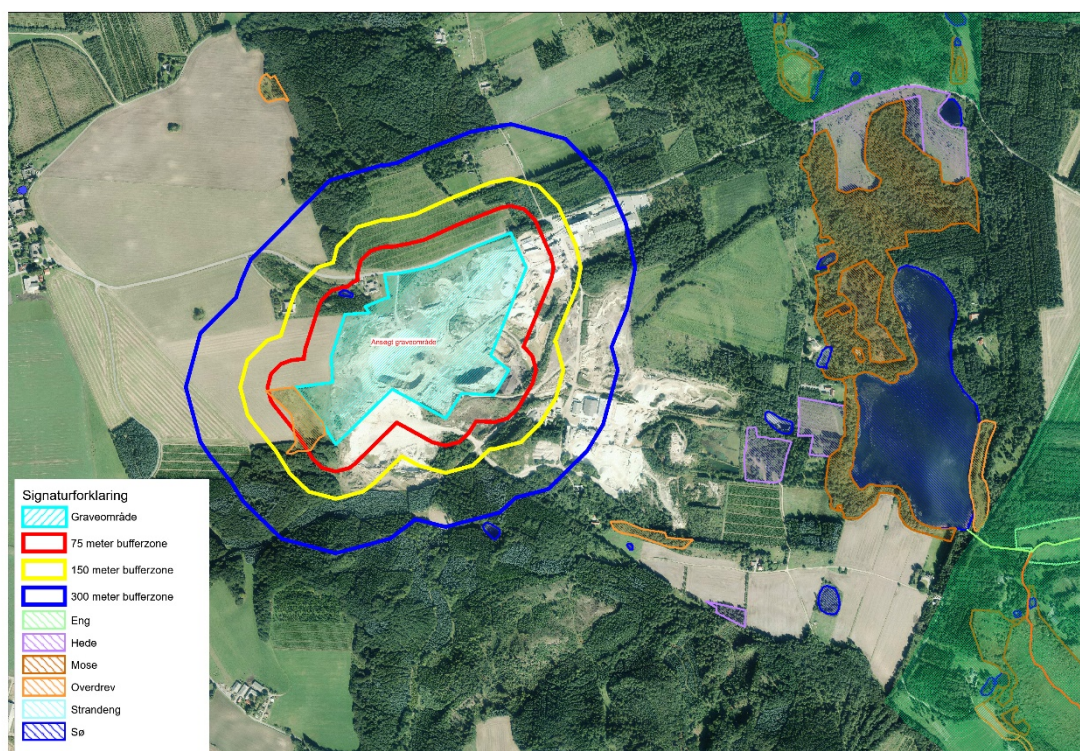 Ansøgt graveområde
Signaturforklaring
Graveområde
75 meter bufferzone
150 meter bufferzone
300 meter bufferzone
Eng
Hede
Mose
Overdrev
Strandeng
Sø